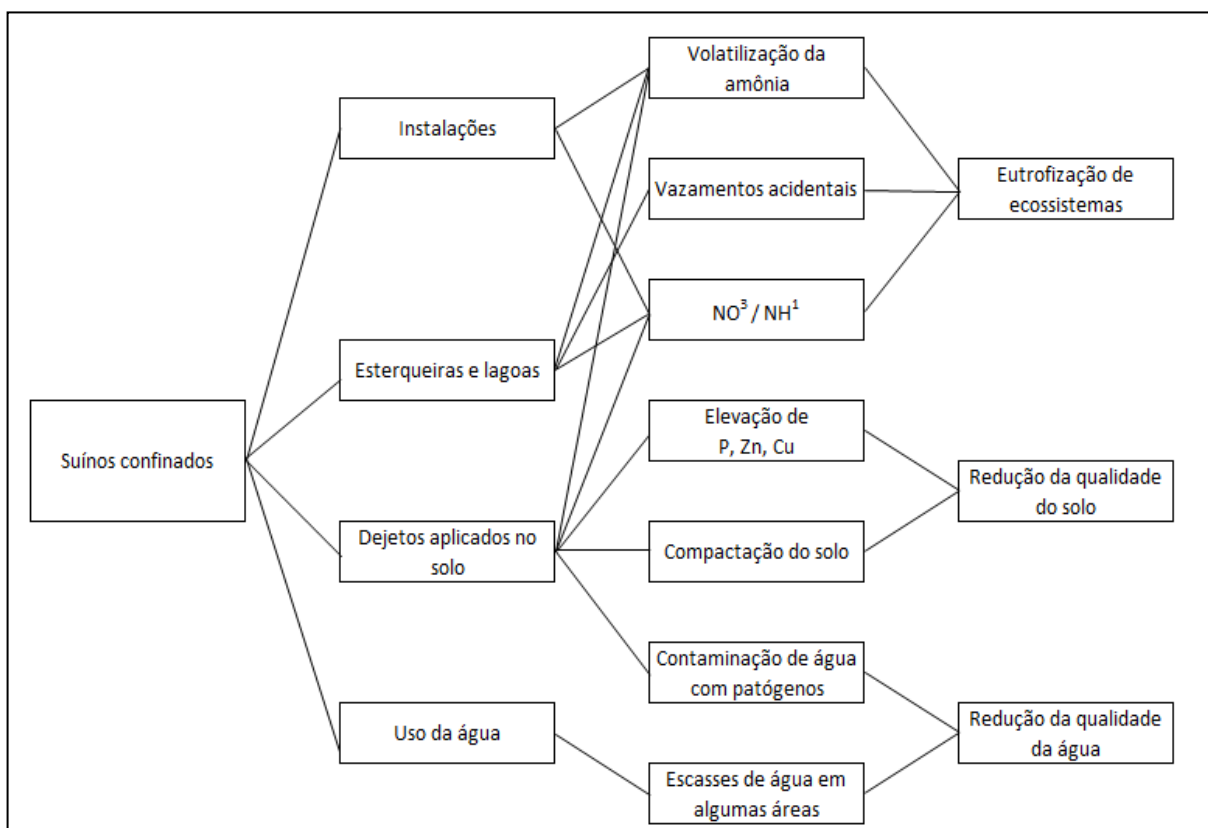 Suínos confinados
Instalações
Esterqueiras e lagoas
Dejetos aplicados no
solo
Uso da água
Volatilização da
amônia
Vazamentos acidentais
NO³ / NH¹
Elevação de
P, Zn, Cu
Compactação do solo
Contaminação de água
com patógenos
Escasses de água em
algumas áreas
Eutrofização de
ecossistemas
Redução da qualidade
do solo
Redução da qualidade
da água